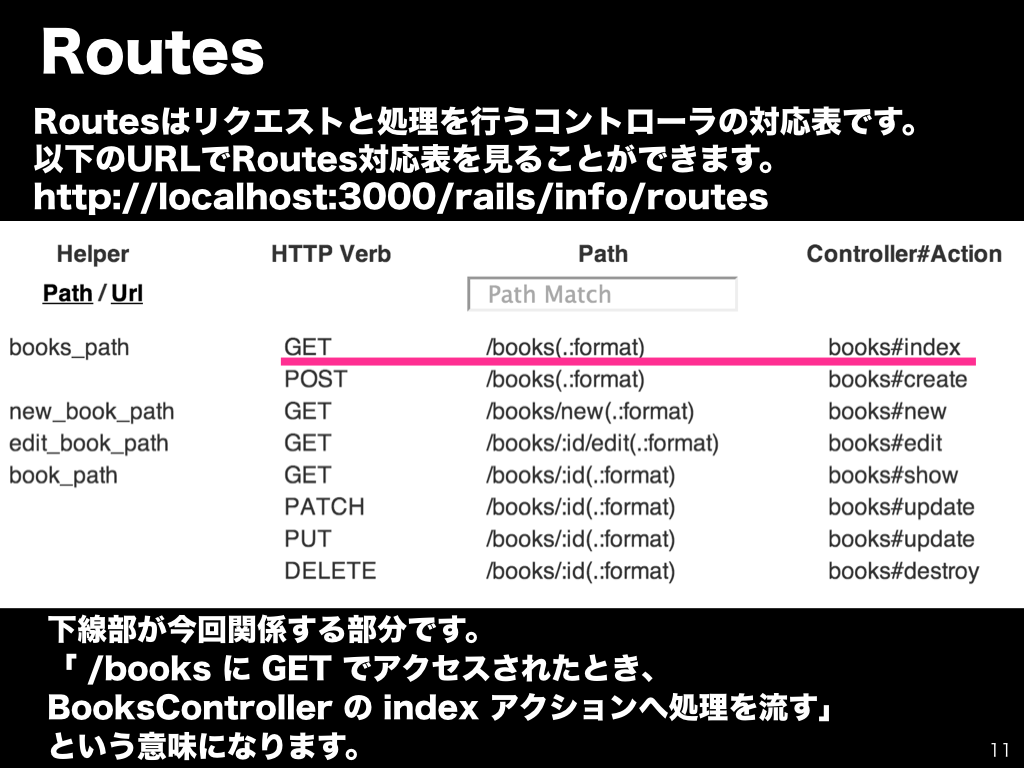 Routes
Routesはリクエストと処理を行うコントローラの対応表です。
以下のURLでRoutes対応表を見ることができます。
http://localhost:3000/rails/info/routes
Helper HTTP Verb Path Controller#Action
Path / Url Path Match
books_path GET /books(.:format) books#index
POST /books(.:format) books#create
new_book_path GET /books/new(.:format) books#new
edit_book_path GET /books/:id/edit(.:format) books#edit
book_path GET /books/:id(.:format) books#show
PATCH /books/:id(.:format) books#update
PUT /books/:id(.:format) books#update
DELETE /books/:id(.:format) books#destroy
下線部が今回関係する部分です。
「 /books に GET でアクセスされたとき、
BooksController の index アクションへ処理を流す」
という意味になります。
11